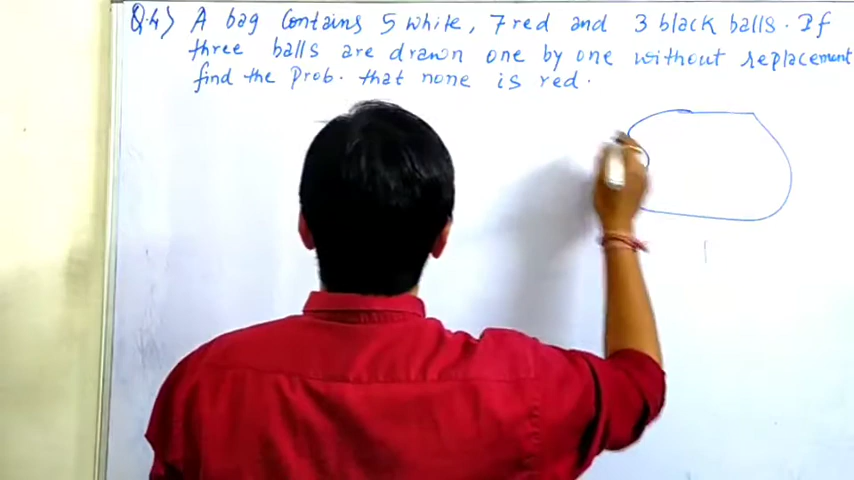 Q.4) A bag contains 5 white, 7 red and 3 black balls. If
three balls are drawn one by one without replacement
find the Prob. that none is red.